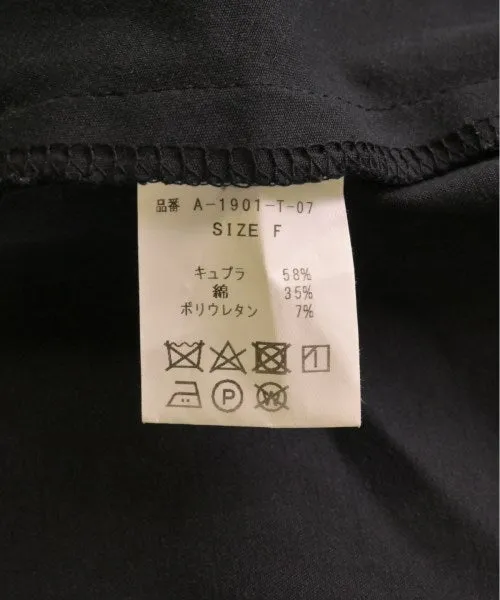 品番 A-1901-T-07
SIZE F
キュプラ 58%
綿 35%
ポリウレタン 7%
P
W